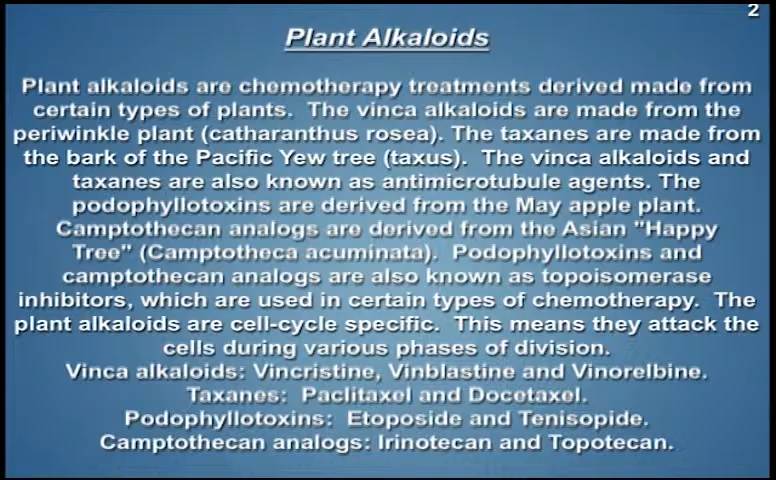 2
Plant Alkaloids
Plant alkaloids are chemotherapy treatments derived made from
certain types of plants.  The vinca alkaloids are made from the
periwinkle plant (catharanthus rosea). The taxanes are made from
the bark of the Pacific Yew tree (taxus).  The vinca alkaloids and
taxanes are also known as antimicrotubule agents. The
podophyllotoxins are derived from the May apple plant.
Camptothecan analogs are derived from the Asian "Happy
Tree" (Camptotheca acuminata).  Podophyllotoxins and
camptothecan analogs are also known as topoisomerase
inhibitors, which are used in certain types of chemotherapy.  The
plant alkaloids are cell-cycle specific.  This means they attack the
cells during various phases of division.
Vinca alkaloids: Vincristine, Vinblastine and Vinorelbine.
Taxanes:  Paclitaxel and Docetaxel.
Podophyllotoxins:  Etoposide and Tenisopide.
Camptothecan analogs: Irinotecan and Topotecan.